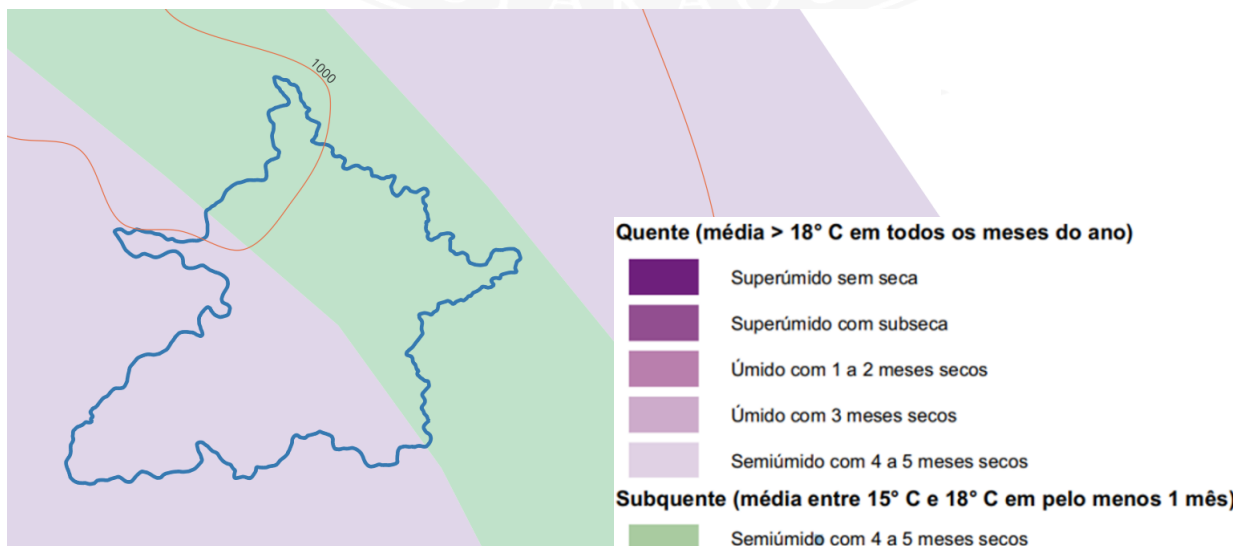 1000
Quente (média > 18° C em todos os meses do ano)
Superúmido sem seca
Superúmido com subseca
Úmido com 1 a 2 meses secos
Úmido com 3 meses secos
Semiúmido com 4 a 5 meses secos
Subquente (média entre 15° C e 18° C em pelo menos 1 mês)
Semiúmido com 4 a 5 meses secos